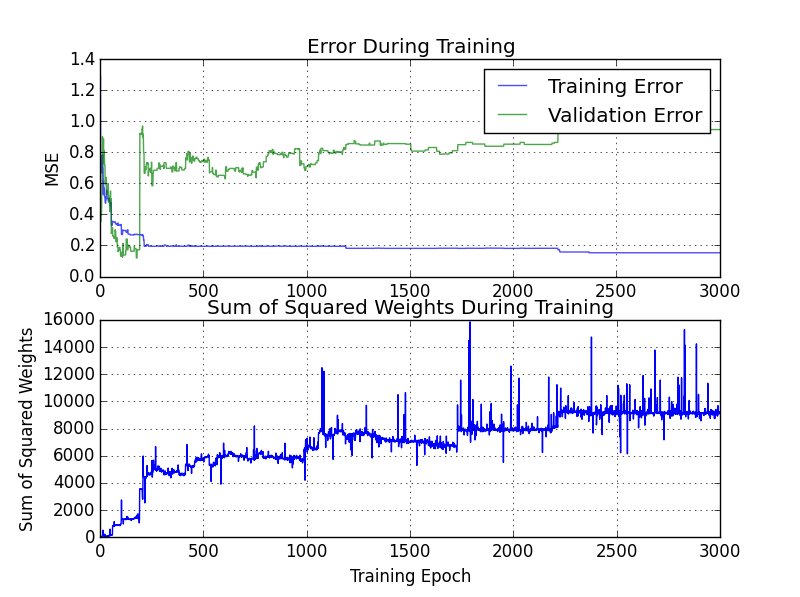 Error During Training
1.4
1.2
1.0
0.8
0.6
0.4
0.2
0.0
MSE
Training Error
Validation Error
0 500 1000 1500 2000 2500 3000
Sum of Squared Weights During Training
16000
14000
12000
10000
8000
6000
4000
2000
0
Sum of Squared Weights
0 500 1000 1500 2000 2500 3000
Training Epoch